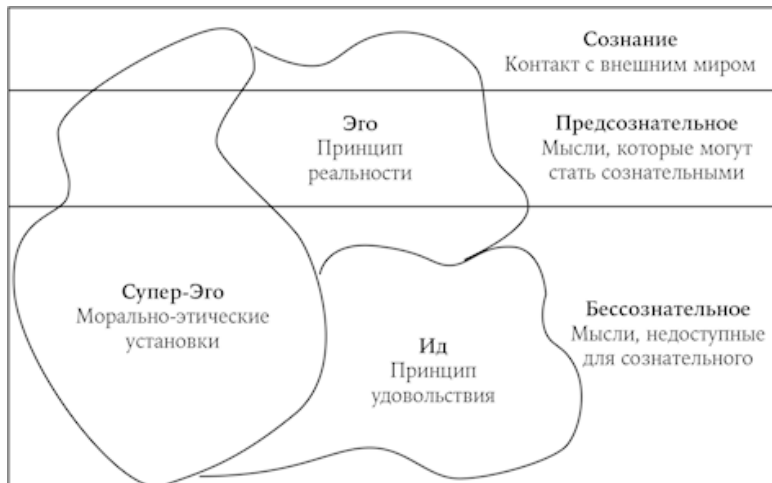 Сознание
Контакт с внешним миром
Эго
Принцип
реальности
Предсознательное
Мысли, которые могут
стать сознательными
Супер-Эго
Морально-этические
установки
Ид
Принцип
удовольствия
Бессознательное
Мысли, недоступные
для сознательного